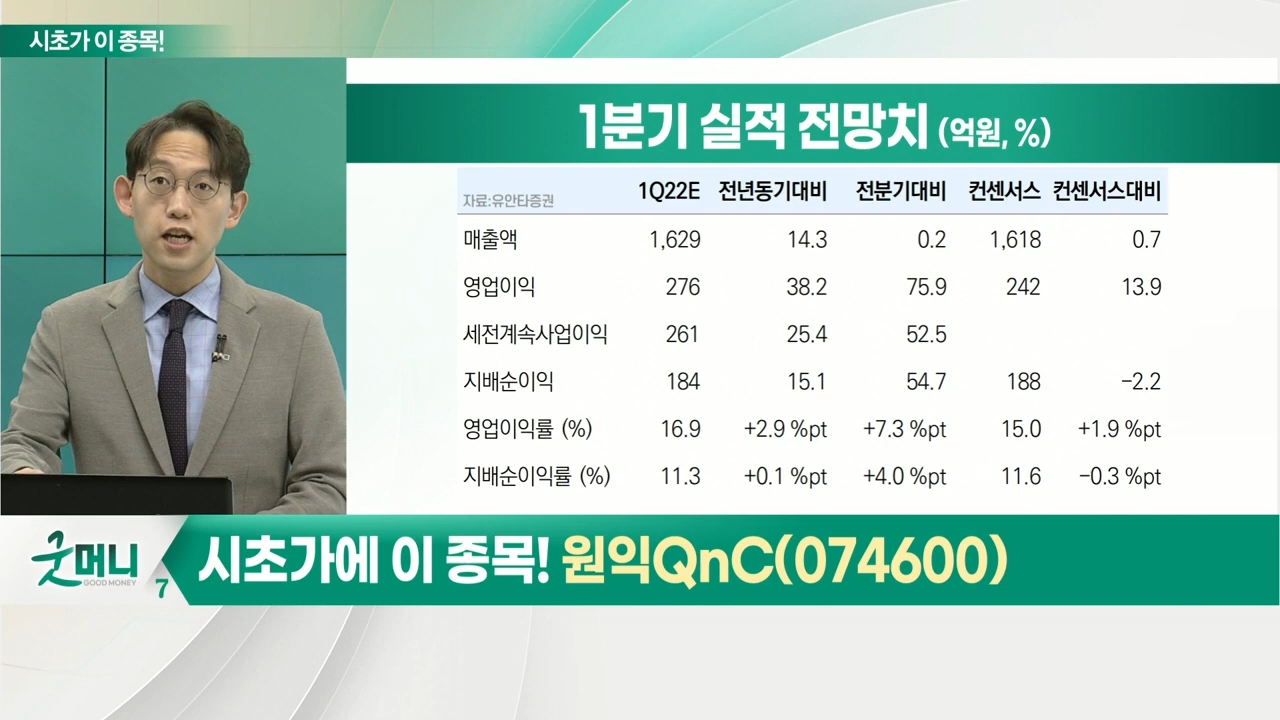 시초가 이 종목!
1분기 실적 전망치 (억원, %)
자료:유안타증권 1Q22E 전년동기대비 전분기대비 컨센서스 컨센서스대비
매출액 1,629 14.3 0.2 1,618 0.7
영업이익 276 38.2 75.9 242 13.9
세전계속사업이익 261 25.4 52.5
지배순이익 184 15.1 54.7 188 -2.2
영업이익률 (%) 16.9 +2.9 %pt +7.3 %pt 15.0 +1.9 %pt
지배순이익률 (%) 11.3 +0.1 %pt +4.0 %pt 11.6 -0.3 %pt
굿머니
GOOD MONEY
7
시초가에 이 종목! 원익QnC(074600)